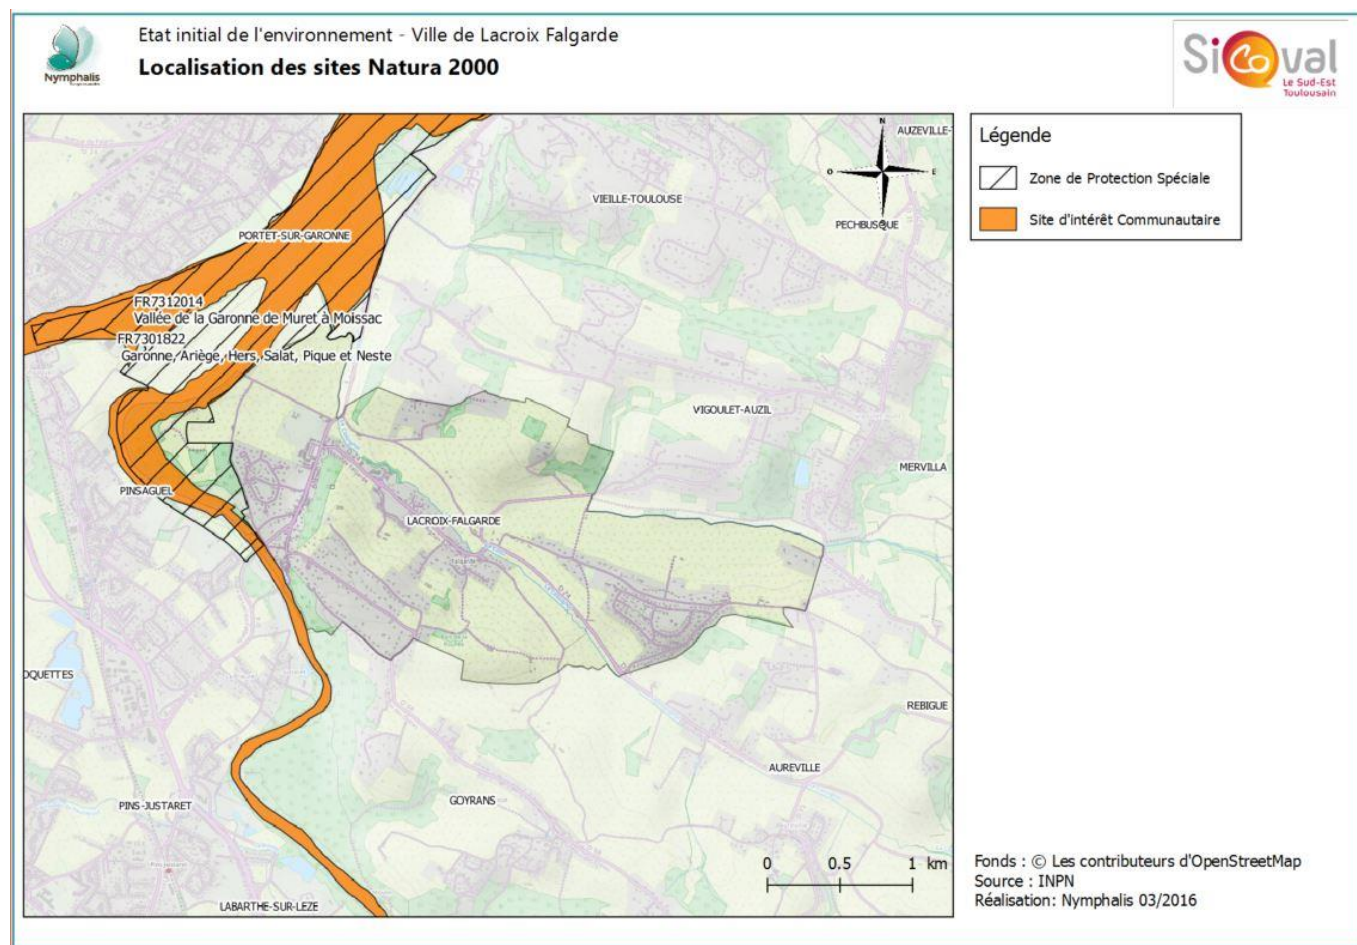 Etat initial de l'environnement - Ville de Lacroix Falgarde
Localisation des sites Natura 2000
Nymphalis
SiCoval
Le Sud-Est
Toulousain
N
O
E
S
AUZEVILLE-
VIEILLE-TOULOUSE
PECHBUSQUE
PORTET-SUR-GARONNE
FR7312014
Vallée de la Garonne de Muret à Moissac
FR7301822
Garonne, Ariège, Hers, Salat, Pique et Neste
VIGOULET-AUZIL
MERVILLA
PINSAGUEL
LACROIX-FALGARDE
Falgarde
OQUETTES
REBIGUE
AUREVILLE
GOYRANS
PINS-JUSTARET
LABARTHE-SUR-LEZE
0 0.5 1 km
Légende
Zone de Protection Spéciale
Site d'intérêt Communautaire
Fonds : © Les contributeurs d'OpenStreetMap
Source : INPN
Réalisation: Nymphalis 03/2016